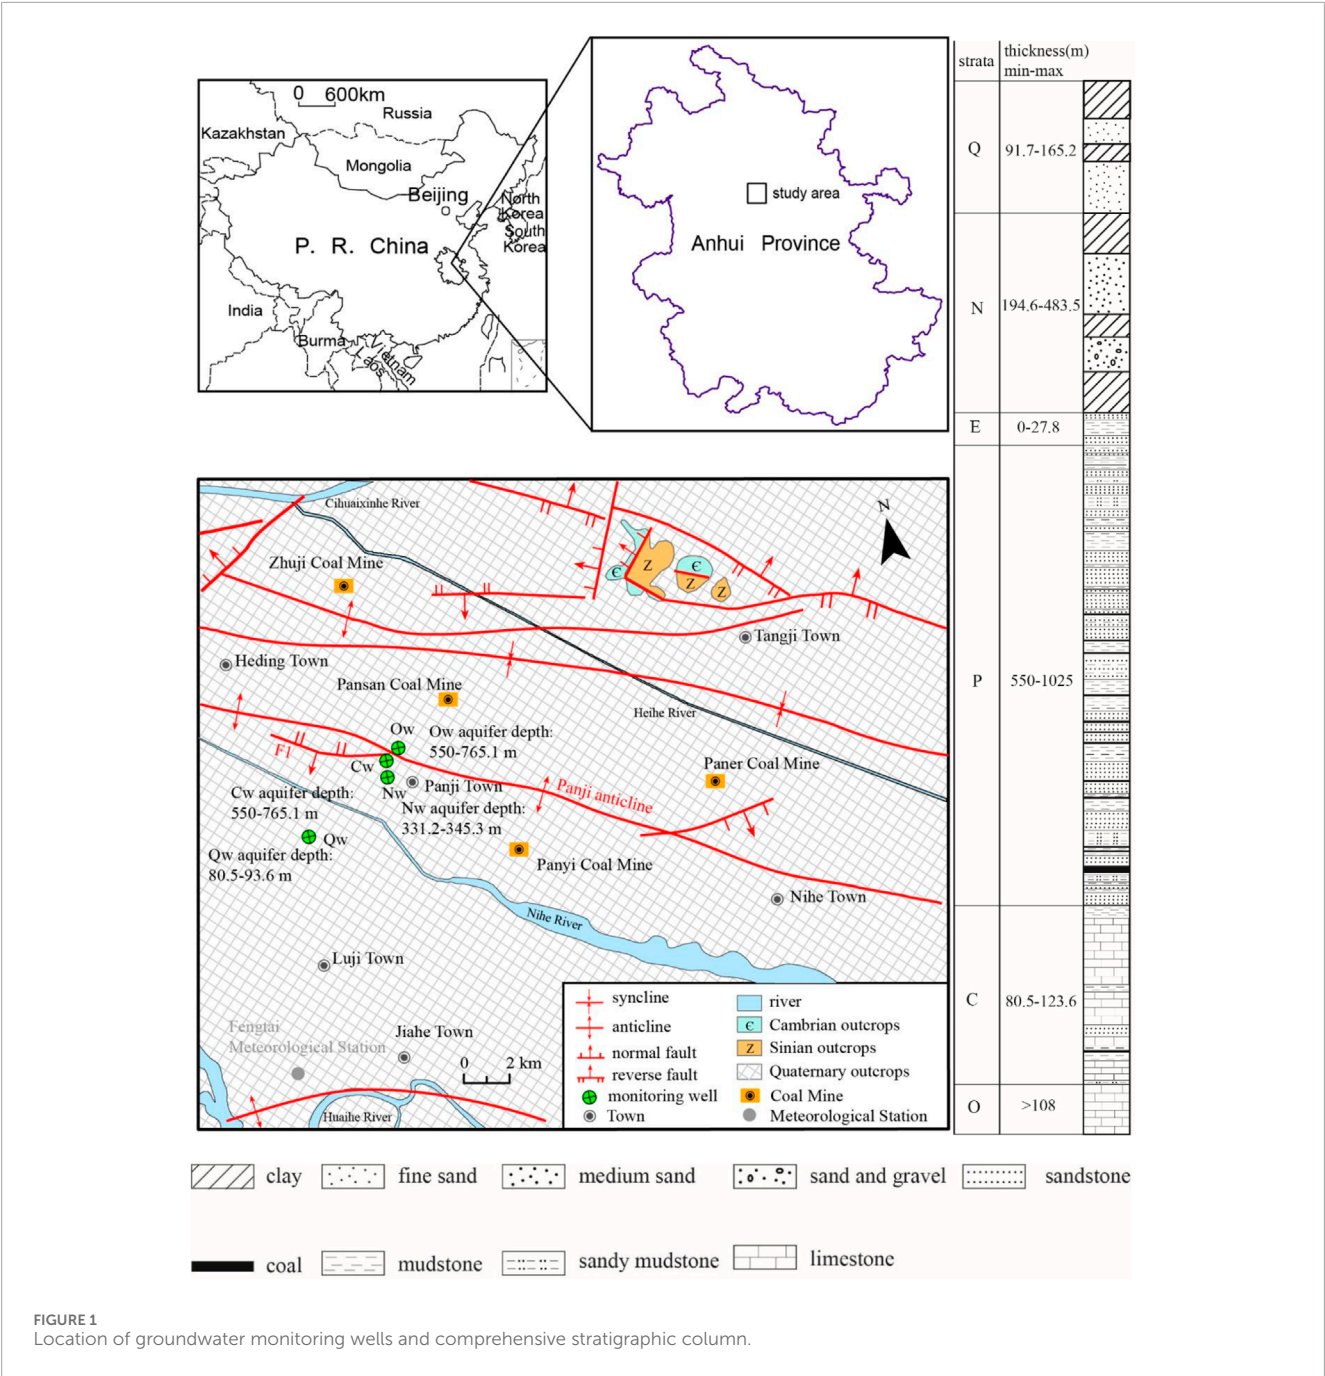 0 600km
Russia
Kazakhstan
Mongolia
Beijing
North
Korea
South
Korea
P. R. China
India
Burma
Vietnam
Laos
study area
Anhui Province
strata
thickness(m)
min-max
Q
91.7-165.2
N
194.6-483.5
E
0-27.8
P
550-1025
C
80.5-123.6
O
>108
Cihuaixinhe River
N
Zhuji Coal Mine
Z
Є
Є
Z
Z
Tangji Town
Heding Town
Pansan Coal Mine
Heihe River
Ow
Ow aquifer depth:
550-765.1 m
F1
Cw
Paner Coal Mine
Nw
Panji Town
Panji anticline
Cw aquifer depth:
550-765.1 m
Nw aquifer depth:
331.2-345.3 m
Qw
Qw aquifer depth:
80.5-93.6 m
Panyi Coal Mine
Nihe Town
Nihe River
Luji Town
Fengtai
Meteorological Station
Jiahe Town
0 2 km
Huaihe River
syncline
anticline
normal fault
reverse fault
monitoring well
Town
river
Є Cambrian outcrops
Z Sinian outcrops
Quaternary outcrops
Coal Mine
Meteorological Station
clay
fine sand
medium sand
sand and gravel
sandstone
coal
mudstone
sandy mudstone
limestone
FIGURE 1
Location of groundwater monitoring wells and comprehensive stratigraphic column.